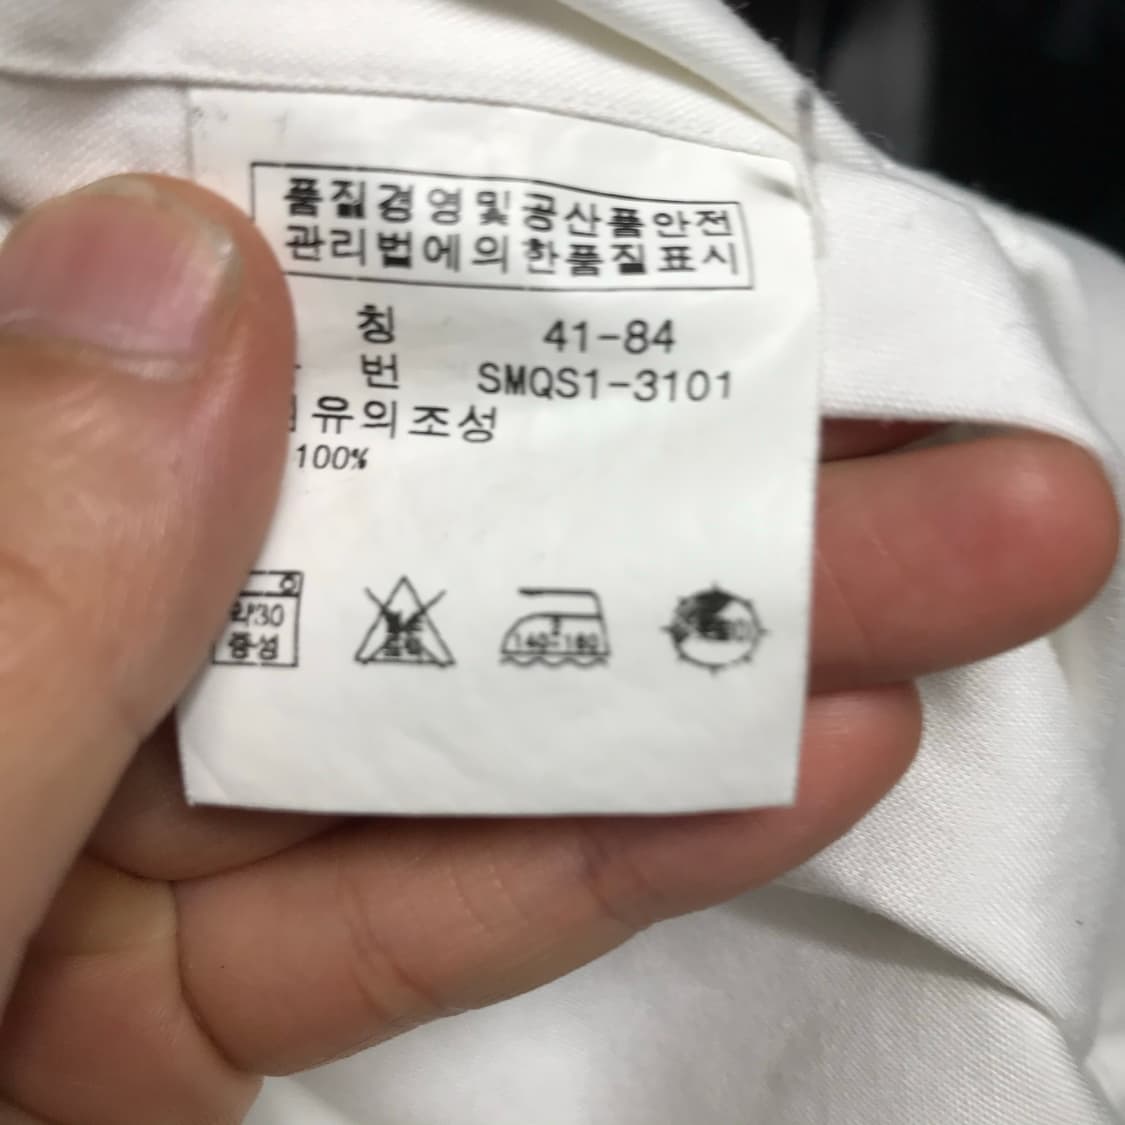 품질경영및공산품안전
관리법에의한품질표시
칭 41-84
번 SMQS1-3101
유의조성
100%
약30
중성
140~160